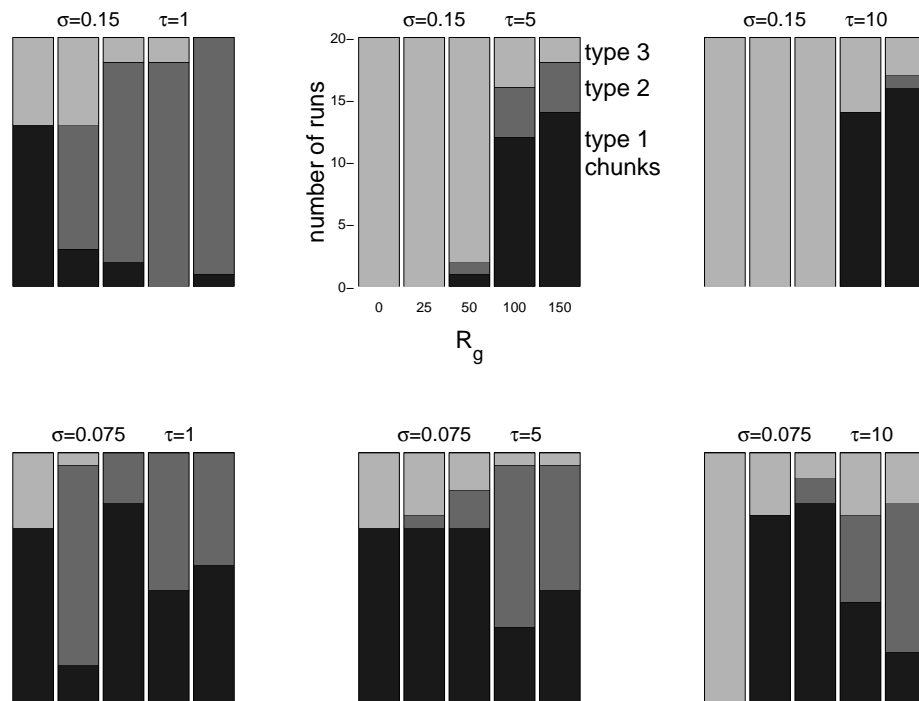 σ=0.15 τ=1
σ=0.15 τ=5
σ=0.15 τ=10
number of runs
20
15
10
5
0
type 3
type 2
type 1
chunks
0 25 50 100 150
R_g
σ=0.075 τ=1
σ=0.075 τ=5
σ=0.075 τ=10